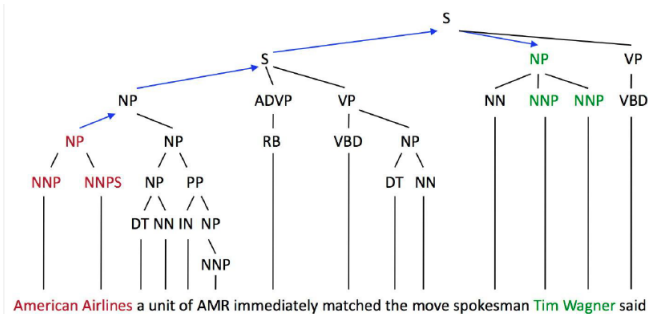 S
S NP VP
NP ADVP VP NN NNP NNP VBD
NP NP RB VBD NP
NNP NNPS NP PP DT NN
DT NN IN NP
NNP
American Airlines a unit of AMR immediately matched the move spokesman Tim Wagner said